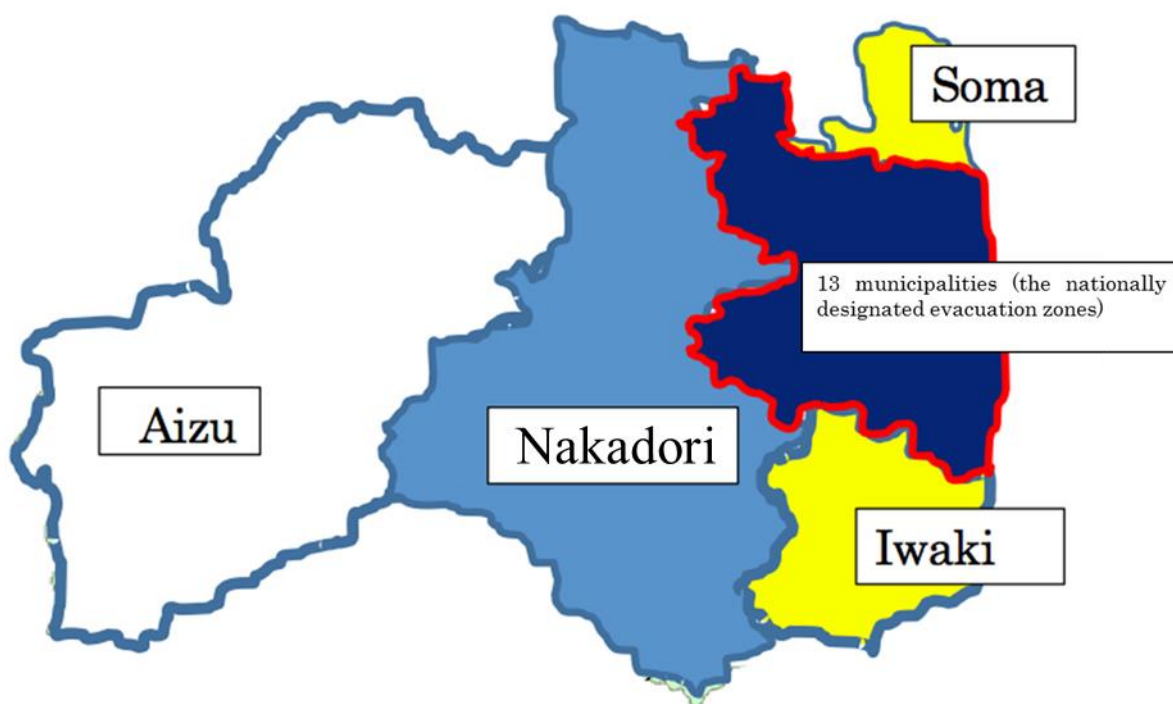 Soma
13 municipalities (the nationally
designated evacuation zones)
Aizu
Nakadori
Iwaki